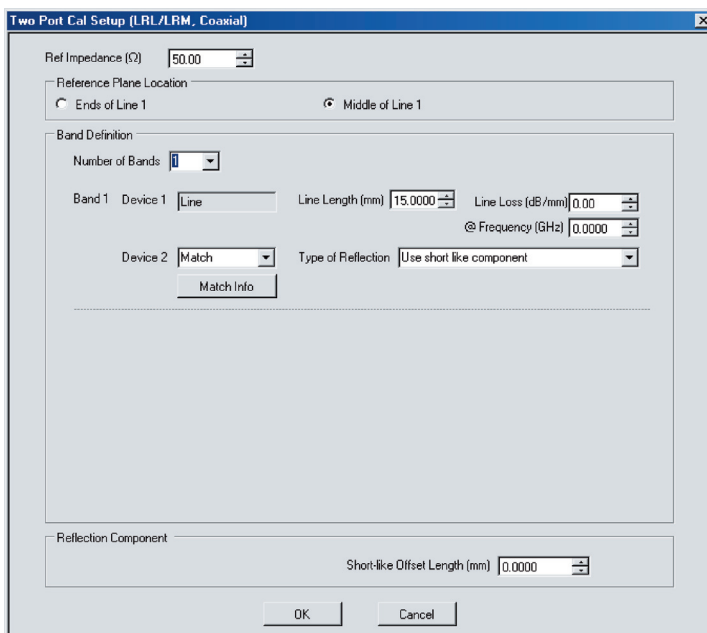 Two Port Cal Setup (LRL/LRM, Coaxial)
Ref Impedance (Ω) 50.00
Reference Plane Location
Ends of Line 1 Middle of Line 1
Band Definition
Number of Bands 1
Band 1 Device 1 Line Line Length (mm) 15.0000 Line Loss (dB/mm) 0.00
@ Frequency (GHz) 0.0000
Device 2 Match Type of Reflection Use short like component
Match Info
Reflection Component
Short-like Offset Length (mm) 0.0000
OK Cancel